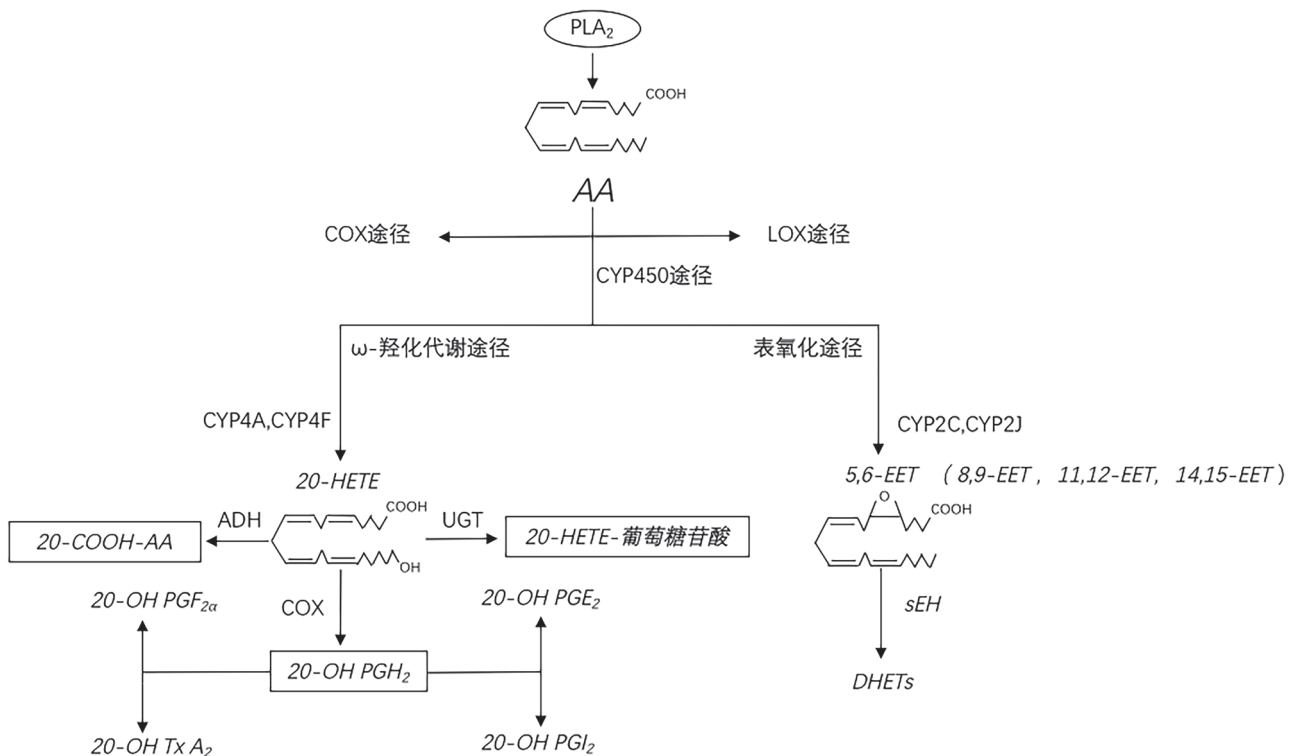 PLA₂
COOH
AA
COX途径
LOX途径
CYP450途径
ω-羟化代谢途径
表氧化途径
CYP4A,CYP4F
CYP2C,CYP2J
20-HETE
5,6-EET (8,9-EET, 11,12-EET, 14,15-EET)
COOH
O
COOH
ADH
UGT
20-COOH-AA
20-HETE-葡萄糖苷酸
OH
20-OH PGF₂α
COX
20-OH PGE₂
sEH
20-OH PGH₂
DHETs
20-OH Tx A₂
20-OH PGI₂